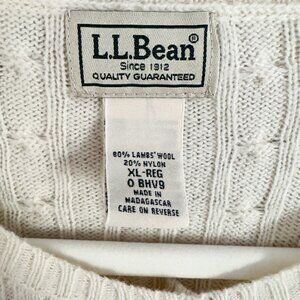 L.L.Bean
Since 1912
QUALITY GUARANTEED
80% LAMBS' WOOL
20% NYLON
XL-REG
0 BHV9
MADE IN
MADAGASCAR
CARE ON REVERSE